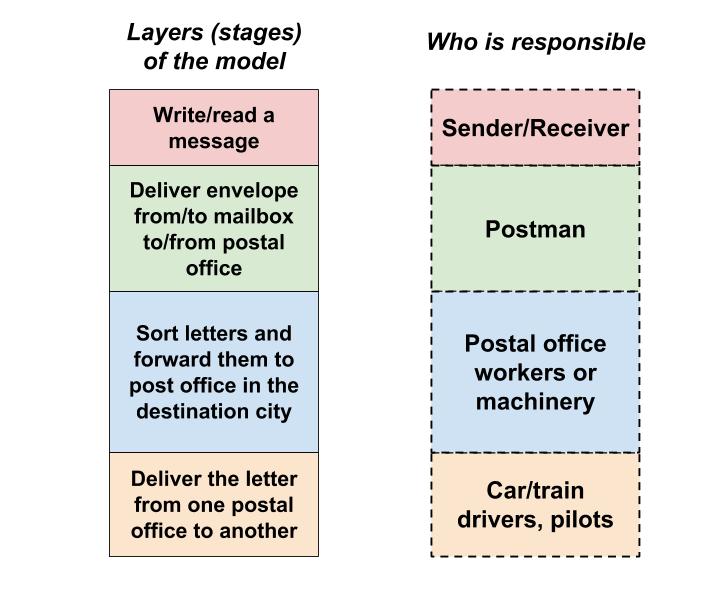 Layers (stages)
of the model
Write/read a
message
Deliver envelope
from/to mailbox
to/from postal
office
Sort letters and
forward them to
post office in the
destination city
Deliver the letter
from one postal
office to another
Who is responsible
Sender/Receiver
Postman
Postal office
workers or
machinery
Car/train
drivers, pilots